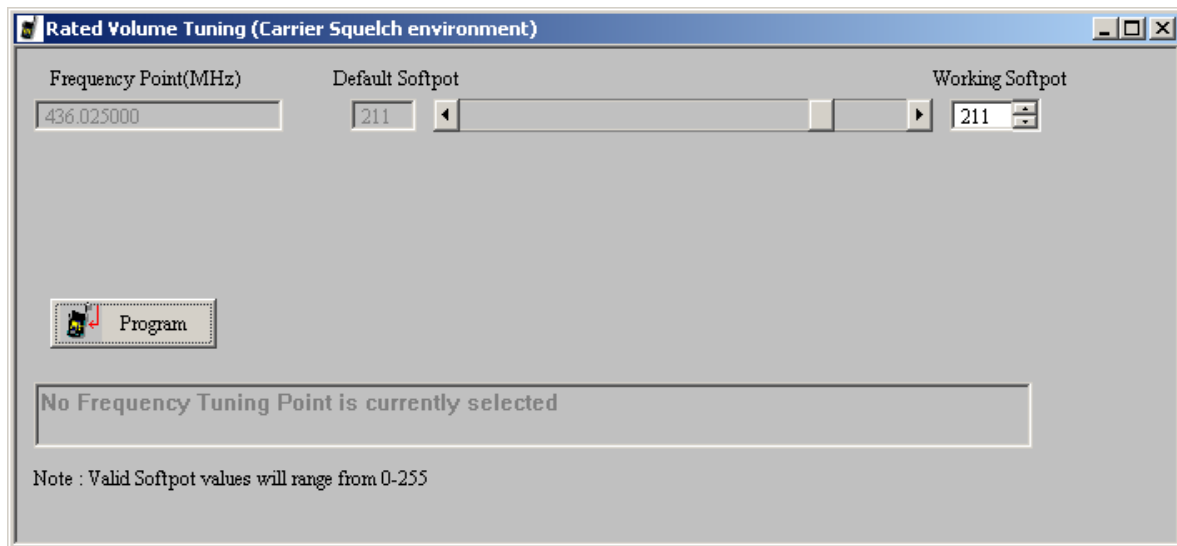 Rated Volume Tuning (Carrier Squelch environment)
Frequency Point(MHz) Default Softpot Working Softpot
436.025000 211 211
Program
No Frequency Tuning Point is currently selected
Note : Valid Softpot values will range from 0-255